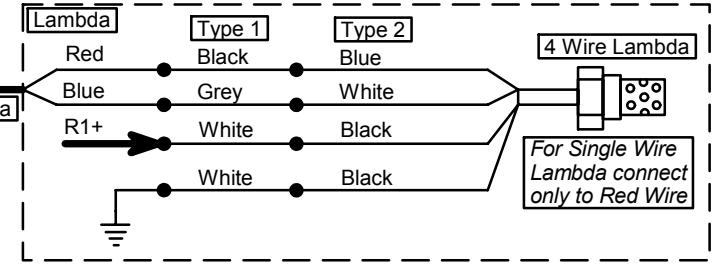 Lambda
Type 1
Type 2
4 Wire Lambda
Red
Black
Blue
Blue
Grey
White
a
R1+
White
Black
White
Black
For Single Wire
Lambda connect
only to Red Wire